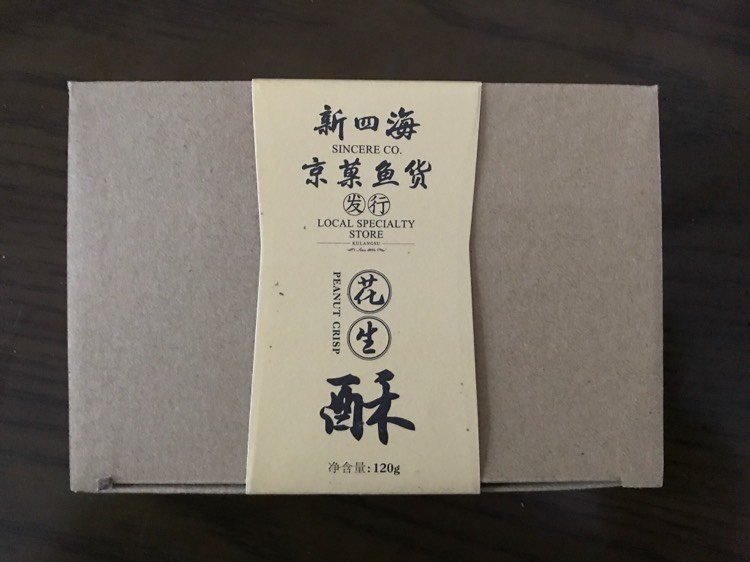 新四海
SINCERE CO.
京菓鱼货
发行
LOCAL SPECIALTY
STORE
KULANGSU
花生
PEANUT CRISP
酥
净含量:120g